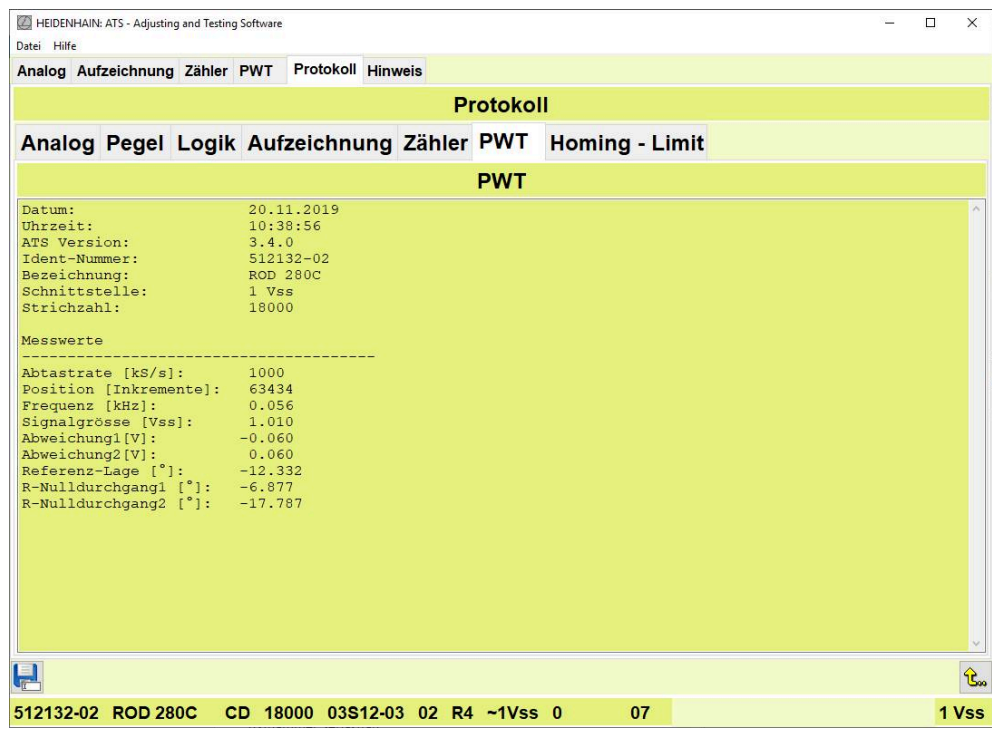 HEIDENHAIN: ATS - Adjusting and Testing Software
Datei Hilfe
Analog Aufzeichnung Zähler PWT Protokoll Hinweis
Protokoll
Analog Pegel Logik Aufzeichnung Zähler PWT Homing - Limit
PWT
Datum: 20.11.2019
Uhrzeit: 10:38:56
ATS Version: 3.4.0
Ident-Nummer: 512132-02
Bezeichnung: ROD 280C
Schnittstelle: 1 Vss
Strichzahl: 18000
Messwerte
---------------------------------------
Abtastrate [kS/s]: 1000
Position [Inkremente]: 63434
Frequenz [kHz]: 0.056
Signalgrösse [Vss]: 1.010
Abweichung1[V]: -0.060
Abweichung2[V]: 0.060
Referenz-Lage [°]: -12.332
R-Nulldurchgang1 [°]: -6.877
R-Nulldurchgang2 [°]: -17.787
512132-02 ROD 280C CD 18000 03S12-03 02 R4 ~1Vss 0 07 1 Vss